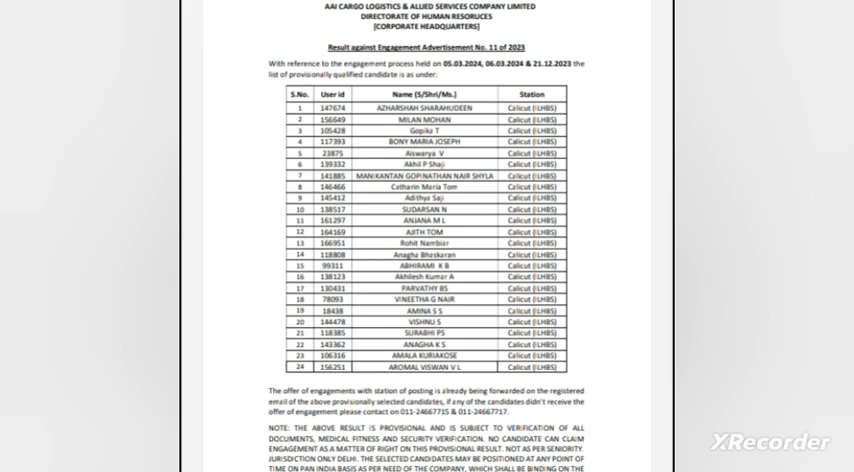 AAI CARGO LOGISTICS & ALLIED SERVICES COMPANY LIMITED
DIRECTORATE OF HUMAN RESORUCES
[CORPORATE HEADQUARTERS]
Result against Engagement Advertisement No. 11 of 2023
With reference to the engagement process held on 05.03.2024, 06.03.2024 & 21.12.2023 the
list of provisionally qualified candidate is as under:
S.No. User id Name (S/Shri/Ms.) Station
1 147674 AZHARSHAH SHARAHUDEEN Calicut (ILHBS)
2 156649 MILAN MOHAN Calicut (ILHBS)
3 105428 Gopika T Calicut (ILHBS)
4 117393 BONY MARIA JOSEPH Calicut (ILHBS)
5 23875 Aiswarya V Calicut (ILHBS)
6 139332 Akhil P Shaji Calicut (ILHBS)
7 141885 MANIKANTAN GOPINATHAN NAIR SHYLA Calicut (ILHBS)
8 146466 Catharin Maria Tom Calicut (ILHBS)
9 145412 Adithya Saji Calicut (ILHBS)
10 138517 SUDARSAN N Calicut (ILHBS)
11 161297 ANJANA M L Calicut (ILHBS)
12 164169 AJITH TOM Calicut (ILHBS)
13 166951 Rohit Nambiar Calicut (ILHBS)
14 118808 Anagha Bhaskaran Calicut (ILHBS)
15 99311 ABHIRAMI K B Calicut (ILHBS)
16 138123 Akhilesh Kumar A Calicut (ILHBS)
17 130431 PARVATHY BS Calicut (ILHBS)
18 78093 VINEETHA G NAIR Calicut (ILHBS)
19 18438 AMINA S S Calicut (ILHBS)
20 144478 VISHNU S Calicut (ILHBS)
21 118385 SURABHI PS Calicut (ILHBS)
22 143362 ANAGHA K S Calicut (ILHBS)
23 106316 AMALA KURIAKOSE Calicut (ILHBS)
24 156251 AROMAL VISWAN V L Calicut (ILHBS)
The offer of engagements with station of posting is already being forwarded on the registered
email of the above provisionally selected candidates, if any of the candidates didn't receive the
offer of engagement please contact on 011-24667715 & 011-24667717.
NOTE: THE ABOVE RESULT IS PROVISIONAL AND IS SUBJECT TO VERIFICATION OF ALL
DOCUMENTS, MEDICAL FITNESS AND SECURITY VERIFICATION. NO CANDIDATE CAN CLAIM
ENGAGEMENT AS A MATTER OF RIGHT ON THIS PROVISIONAL RESULT. NOT AS PER SENIORITY.
JURISDICTION ONLY DELHI. THE SELECTED CANDIDATES MAY BE POSITIONED AT ANY POINT OF
TIME ON PAN INDIA BASIS AS PER NEED OF THE COMPANY, WHICH SHALL BE BINDING ON THE
XRecorder